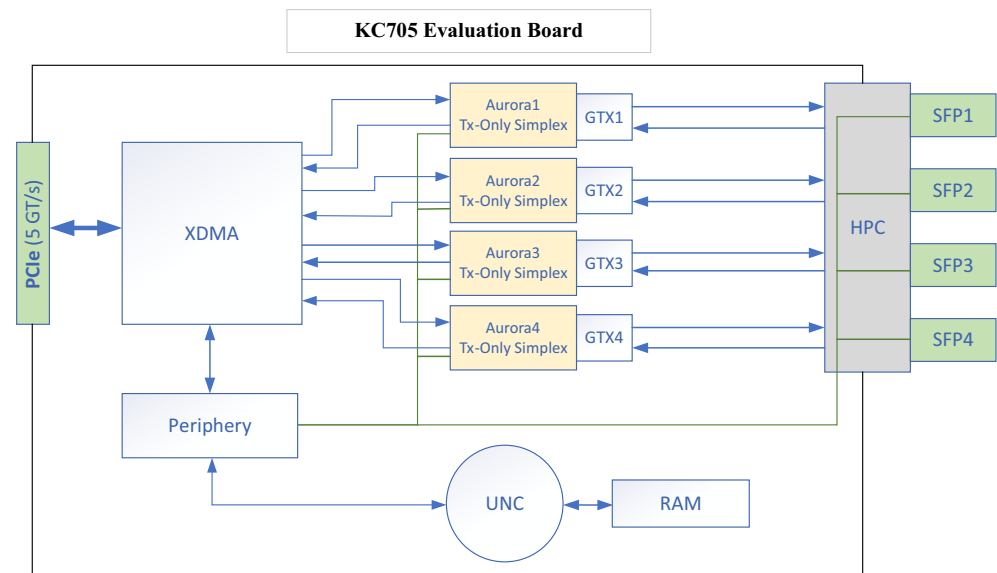 KC705 Evaluation Board
PCIe (5 GT/s)
XDMA
Aurora1
Tx-Only Simplex
GTX1
Aurora2
Tx-Only Simplex
GTX2
Aurora3
Tx-Only Simplex
GTX3
Aurora4
Tx-Only Simplex
GTX4
HPC
SFP1
SFP2
SFP3
SFP4
Periphery
UNC
RAM